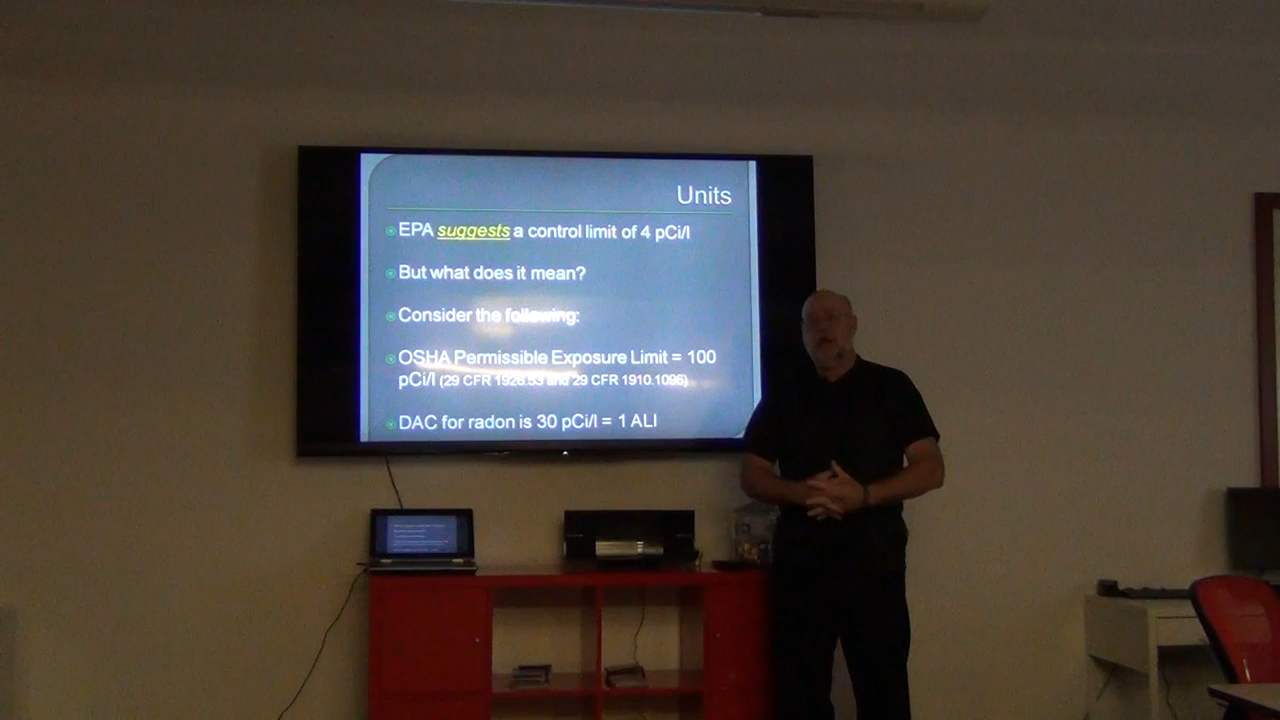 Units
EPA suggests a control limit of 4 pCi/l
But what does it mean?
Consider the following:
OSHA Permissible Exposure Limit = 100
pCi/l (29 CFR 1926.53 and 29 CFR 1910.1096)
DAC for radon is 30 pCi/l = 1 ALI